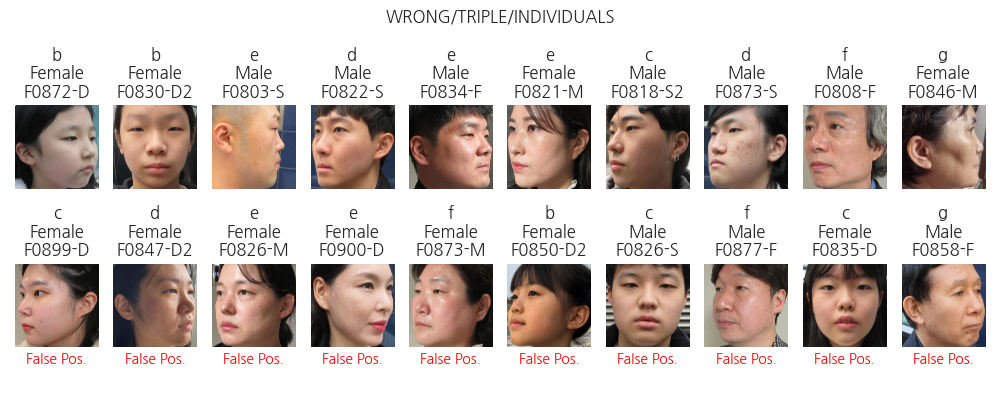 WRONG/TRIPLE/INDIVIDUALS
b b e d e e c d f g
Female Female Male Male Male Female Male Male Male Female
F0872-D F0830-D2 F0803-S F0822-S F0834-F F0821-M F0818-S2 F0873-S F0808-F F0846-M
c d e e f b c f c g
Female Female Female Female Female Female Male Male Female Male
F0899-D F0847-D2 F0826-M F0900-D F0873-M F0850-D2 F0826-S F0877-F F0835-D F0858-F
False Pos. False Pos. False Pos. False Pos. False Pos. False Pos. False Pos. False Pos. False Pos. False Pos.